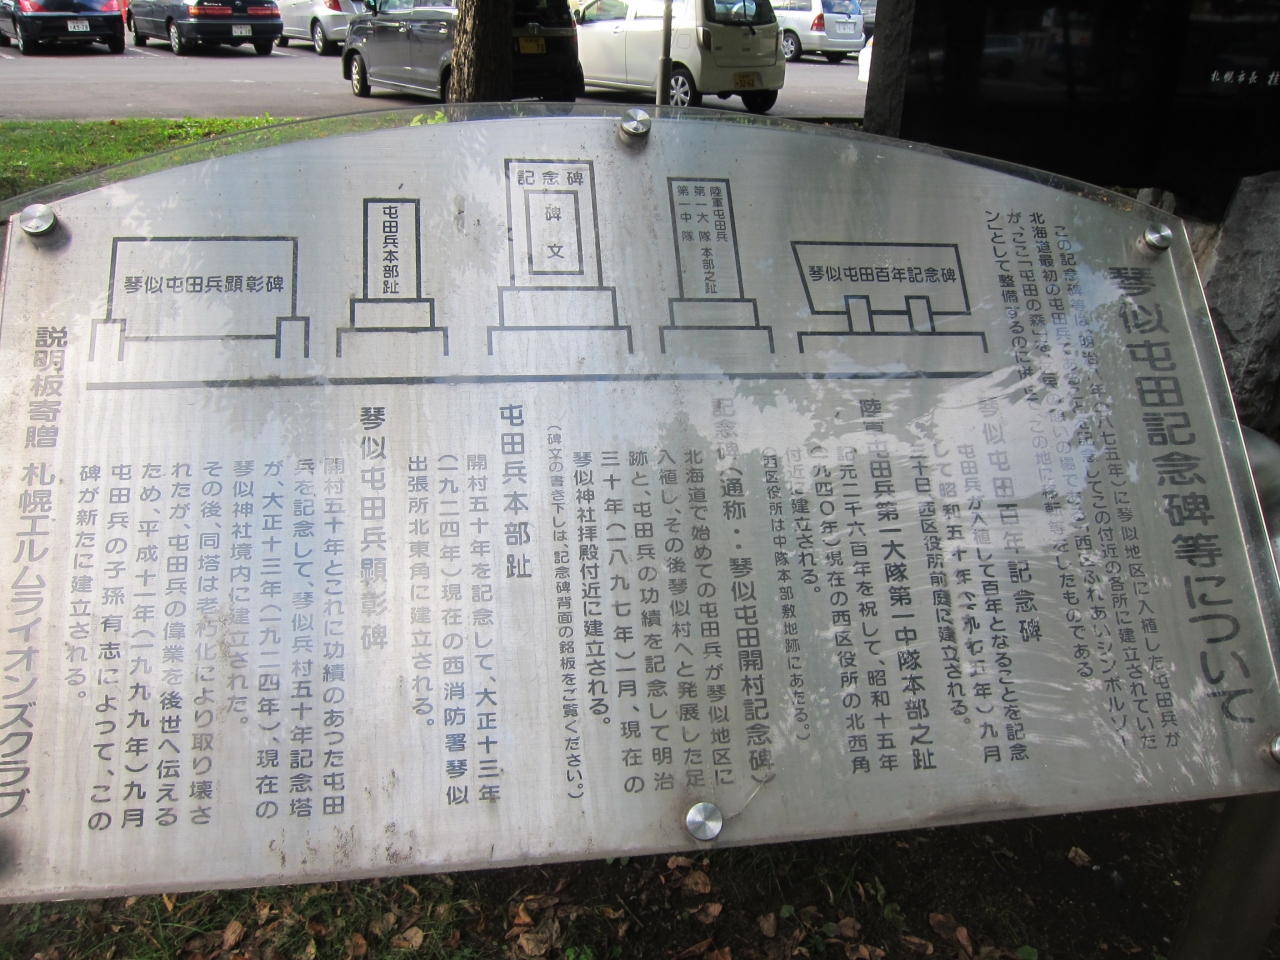 琴似屯田記念碑等について
この記念碑等は、明治八年(一八七五年)に琴似地区に入植した屯田兵が
北海道最初の屯田兵であることを記念してこの付近の各所に建立されていた
が、ここ「屯田の森」を区民の憩いの場である「西区ふれあいシンボルゾー
ン」として整備するのに併せ、この地に移転等をしたものである。
琴似屯田百年記念碑
屯田兵が入植して百年となることを記念
して昭和五十年(一九七五年)九月
三十日西区役所前庭に建立される。
陸軍屯田兵第一大隊第一中隊本部之趾
紀元二千六百年を祝して、昭和十五年
(一九四〇年)現在の西区役所の北西角
付近に建立される。
(西区役所は中隊本部敷地跡にあたる。)
記念碑(通称・・琴似屯田開村記念碑)
北海道で始めての屯田兵が琴似地区に
入植し、その後琴似村へと発展した足
跡と、屯田兵の功績を記念して明治
三十年(一八九七年)一月、現在の
琴似神社拝殿付近に建立される。
(碑文の書き下しは、記念碑背面の銘板をご覧ください。)
屯田兵本部趾
開村五十年を記念して、大正十三年
(一九二四年)現在の西消防署琴似
出張所北東角に建立される。
琴似屯田兵顕彰碑
開村五十年とこれに功績のあった屯田
兵を記念して、琴似兵村五十年記念塔
が、大正十三年(一九二四年)、現在の
琴似神社境内に建立された。
その後、同塔は老朽化により取り壊さ
れたが、屯田兵の偉業を後世へ伝える
ため、平成十一年(一九九九年)九月
屯田兵の子孫有志によって、この
碑が新たに建立される。
説明板寄贈 札幌エルムライオンズクラブ
琴似屯田百年記念碑
陸軍屯田兵
第一大隊本部之趾
第一中隊
記念碑
碑文
屯田兵本部趾
琴似屯田兵顕彰碑
札幌市長